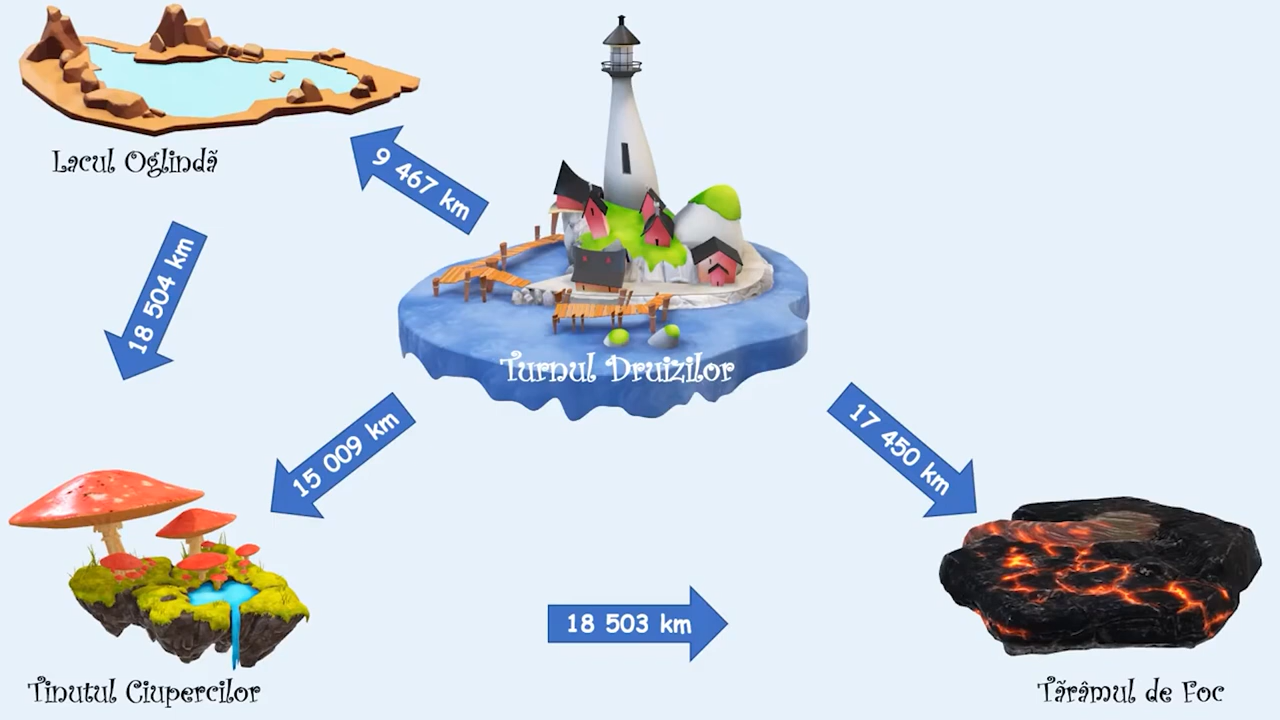 Lacul Oglindă
9 467 km
18 504 km
Turnul Druizilor
15 009 km
17 450 km
18 503 km
Tinutul Ciupercilor
Tărâmul de Foc